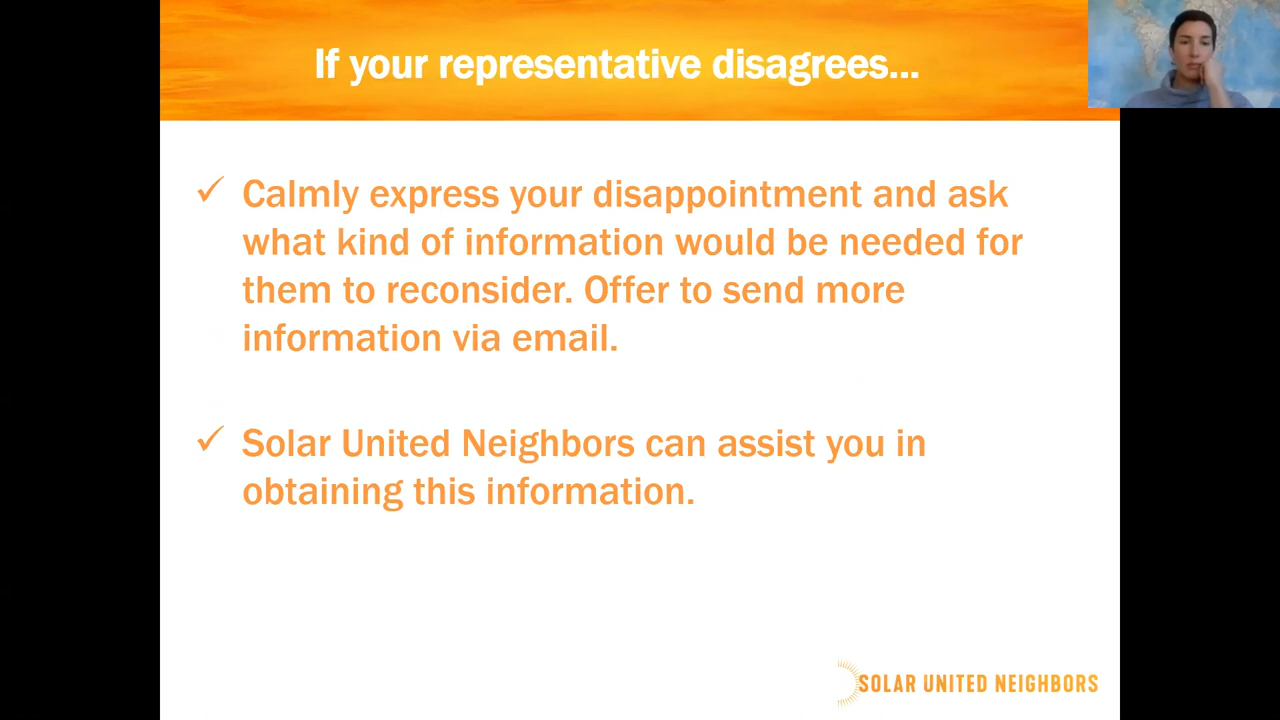 If your representative disagrees...
Calmly express your disappointment and ask
what kind of information would be needed for
them to reconsider. Offer to send more
information via email.
Solar United Neighbors can assist you in
obtaining this information.
SOLAR UNITED NEIGHBORS